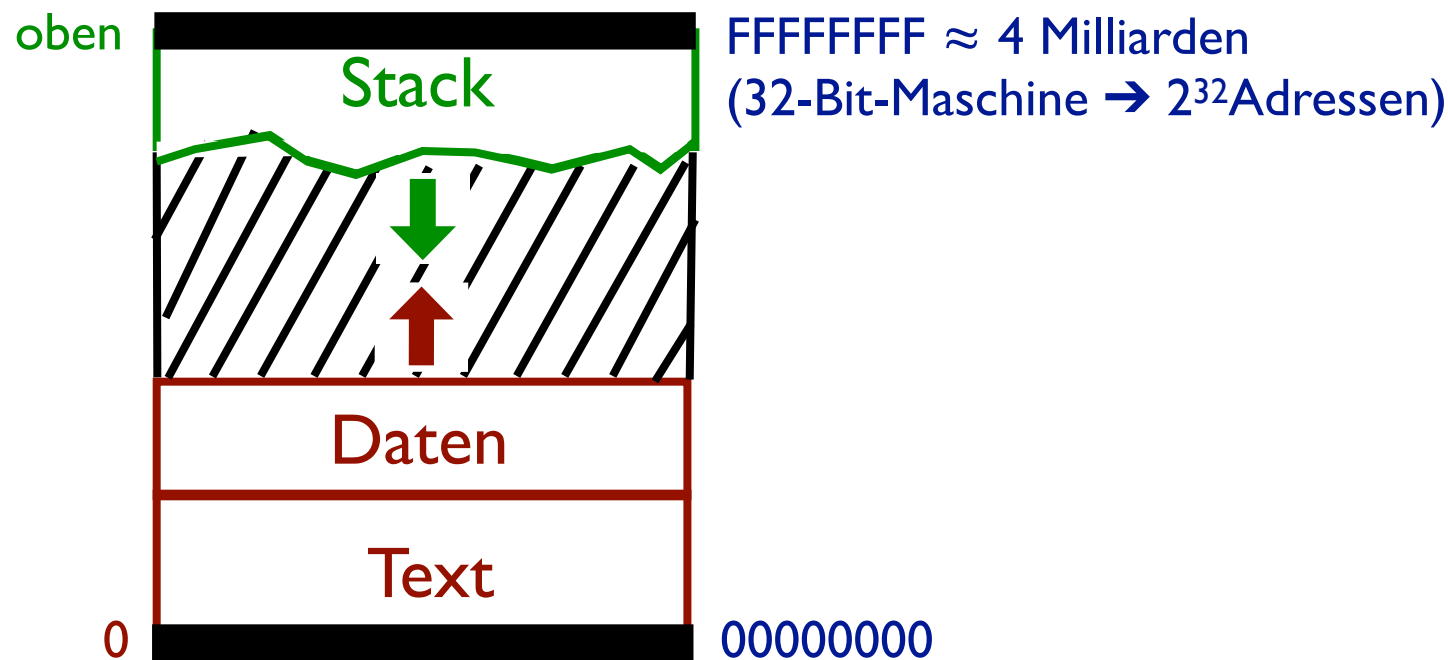 oben
FFFFFFFF ≈ 4 Milliarden
(32-Bit-Maschine ➔ 2³²Adressen)
Stack
Daten
Text
0
00000000